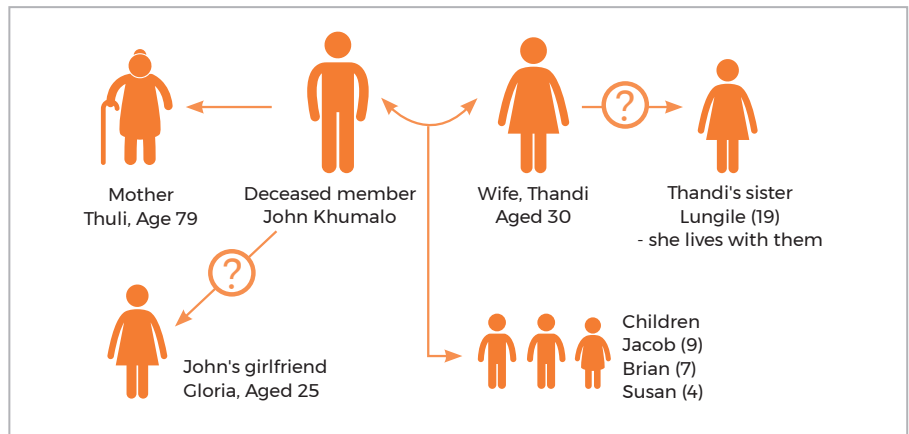 ?
Mother
Thuli, Age 79
Deceased member
John Khumalo
Wife, Thandi
Aged 30
Thandi's sister
Lungile (19)
- she lives with them
?
John's girlfriend
Gloria, Aged 25
Children
Jacob (9)
Brian (7)
Susan (4)